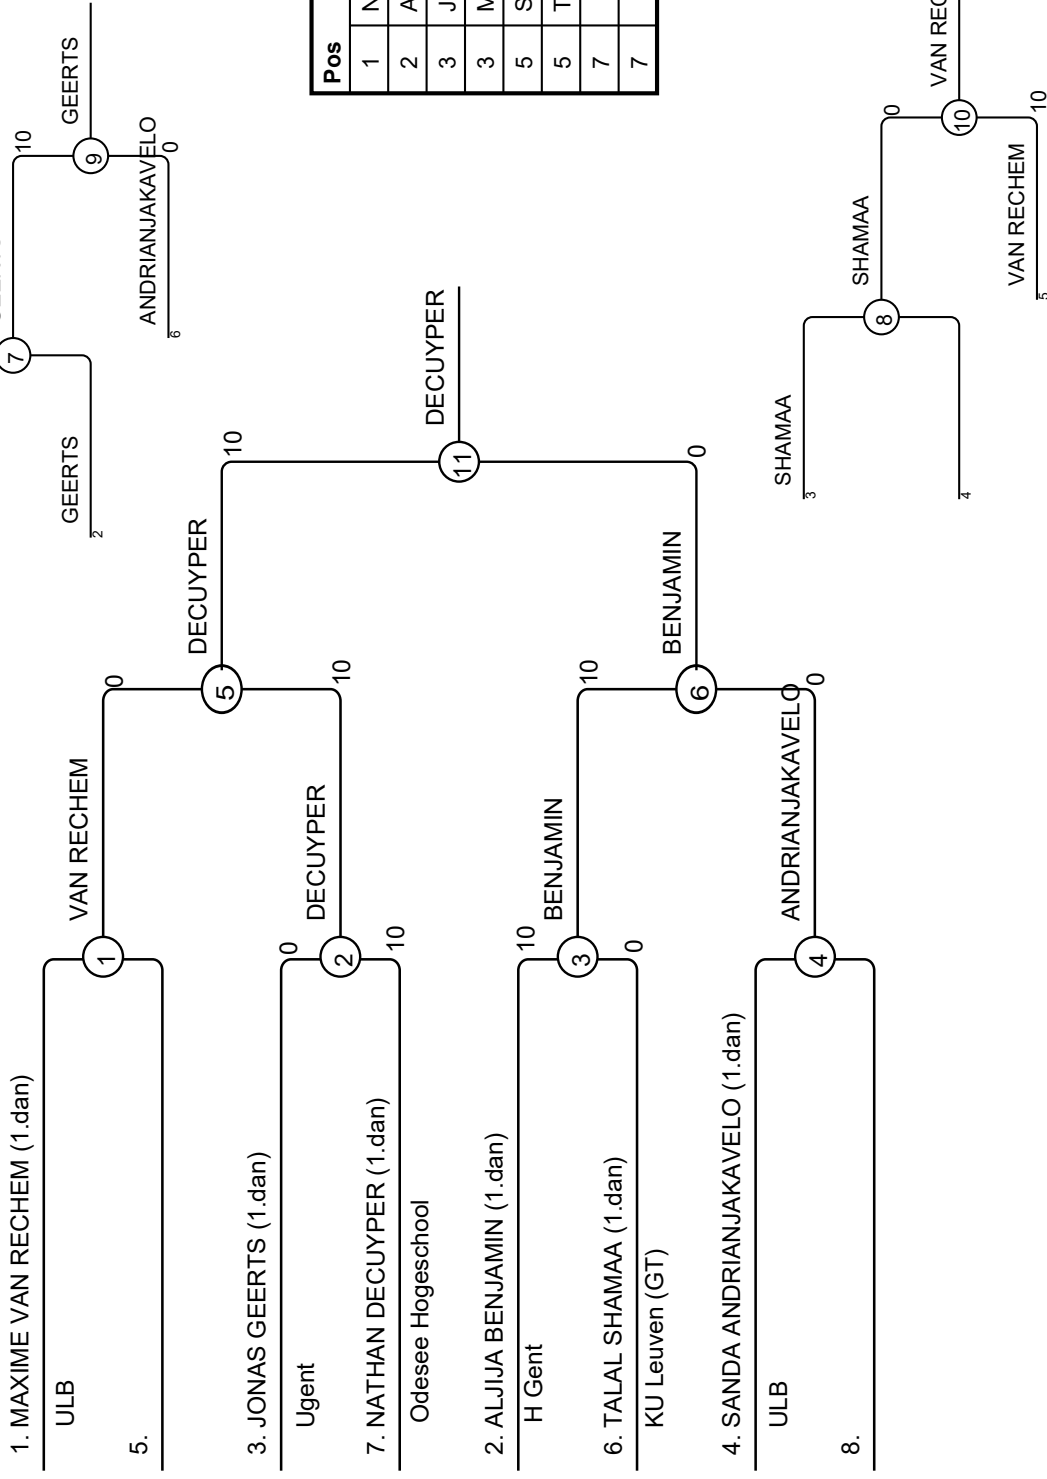 1. MAXIME VAN RECHEM (1.dan)
ULB
5.
3. JONAS GEERTS (1.dan)
Ugent
7. NATHAN DECUYPER (1.dan)
Odesee Hogeschool
2. ALJIJA BENJAMIN (1.dan)
H Gent
6. TALAL SHAMAA (1.dan)
KU Leuven (GT)
4. SANDA ANDRIANJAKAVELO (1.dan)
ULB
8.
1
2
0
10
3
10
0
4
VAN RECHEM
DECUYPER
BENJAMIN
ANDRIANJAKAVELO
0
5
10
10
6
0
DECUYPER
BENJAMIN
10
11
0
DECUYPER
GEERTS
2
7
10
ANDRIANJAKAVELO
6
0
9
GEERTS
SHAMAA
3
4
8
SHAMAA
0
VAN RECHEM
5
10
10
VAN REC
Pos
1 N
2 A
3 J
3 M
5 S
5 T
7
7